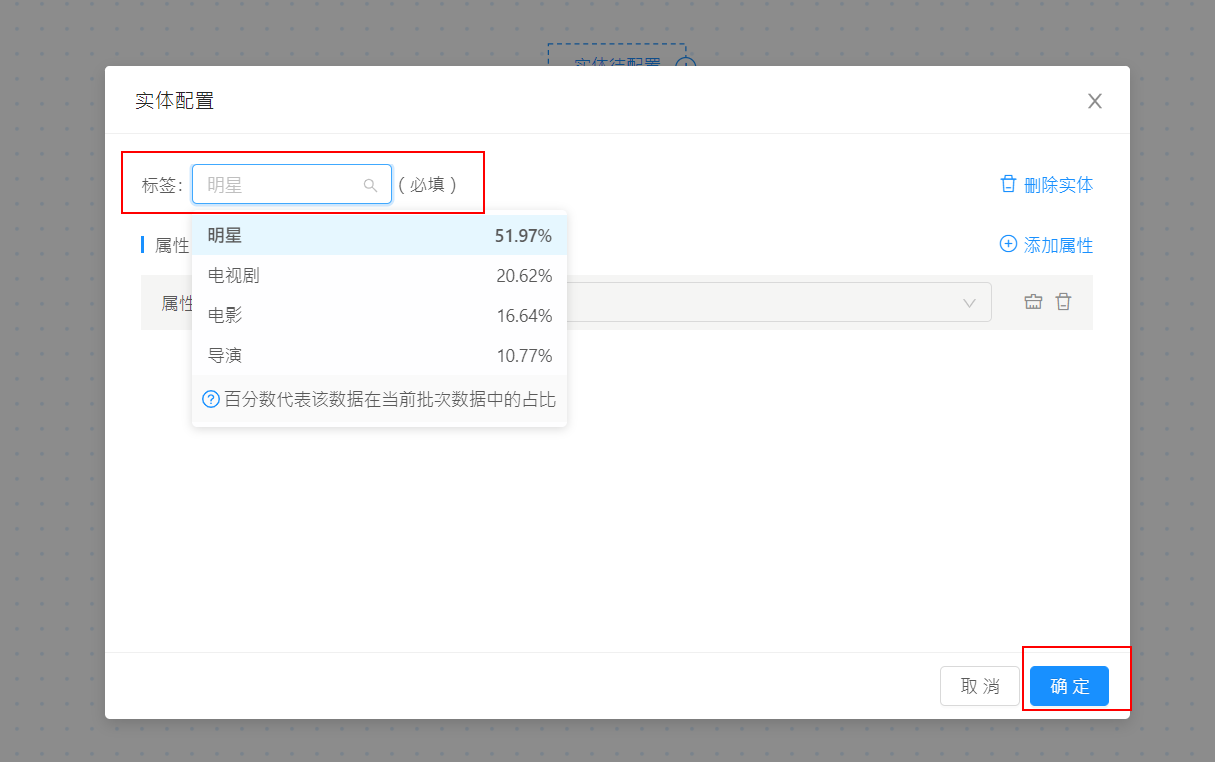 实体待配置
实体配置
标签: 明星 ( 必填 )
删除实体
明星 51.97%
属性
添加属性
电视剧 20.62%
属性
电影 16.64%
导演 10.77%
百分数代表该数据在当前批次数据中的占比
取 消
确 定